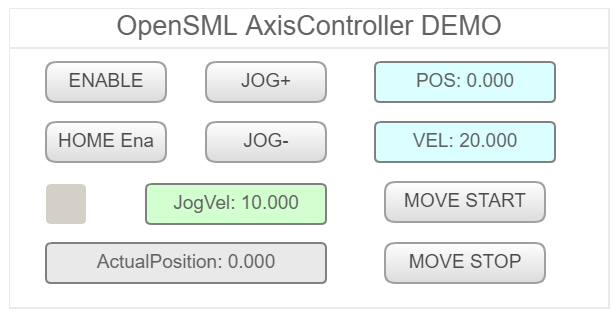 OpenSML AxisController DEMO
ENABLE
JOG+
POS: 0.000
HOME Ena
JOG-
VEL: 20.000
JogVel: 10.000
MOVE START
ActualPosition: 0.000
MOVE STOP